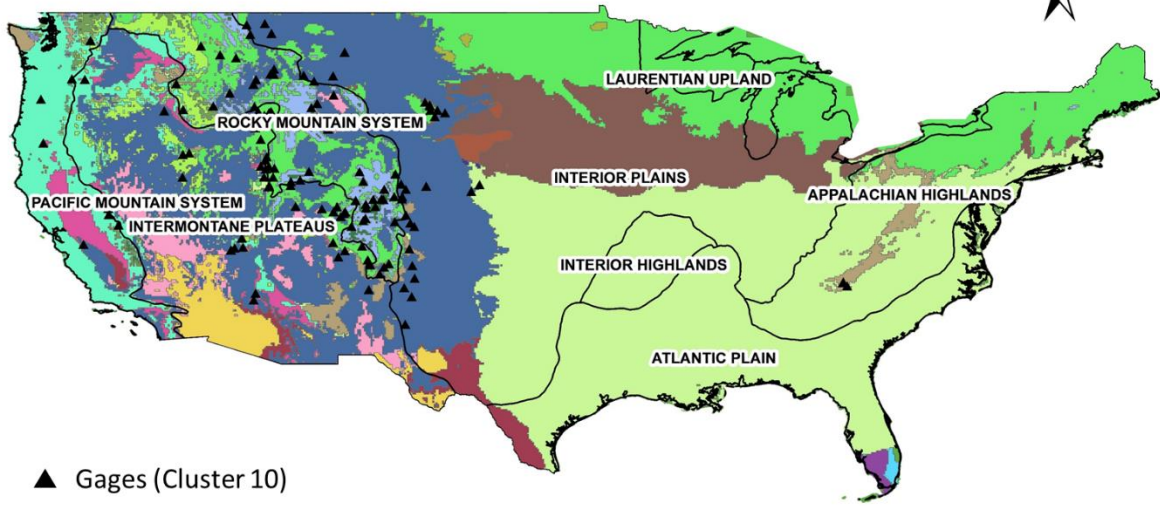 LAURENTIAN UPLAND
ROCKY MOUNTAIN SYSTEM
INTERIOR PLAINS
APPALACHIAN HIGHLANDS
PACIFIC MOUNTAIN SYSTEM
INTERMONTANE PLATEAUS
INTERIOR HIGHLANDS
ATLANTIC PLAIN
Gages (Cluster 10)